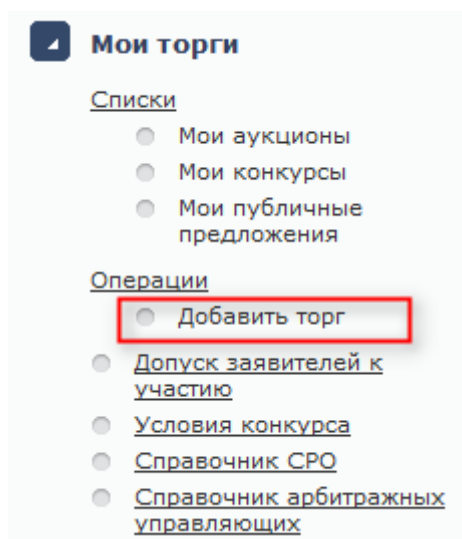 Мои торги
Списки
Мои аукционы
Мои конкурсы
Мои публичные
предложения
Операции
Добавить торг
Допуск заявителей к
участию
Условия конкурса
Справочник СРО
Справочник арбитражных
управляющих